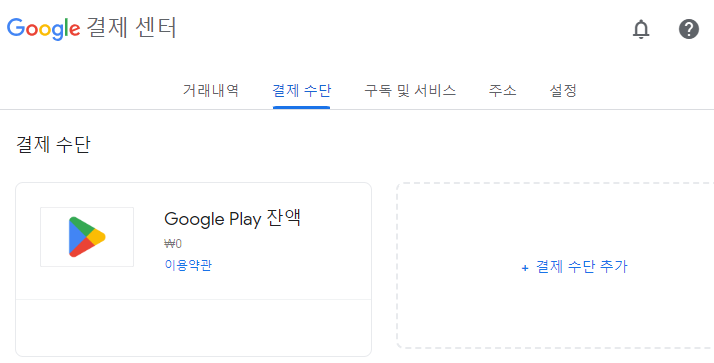 Google 결제 센터
거래내역 결제 수단 구독 및 서비스 주소 설정
결제 수단
Google Play 잔액
₩0
이용약관
+ 결제 수단 추가